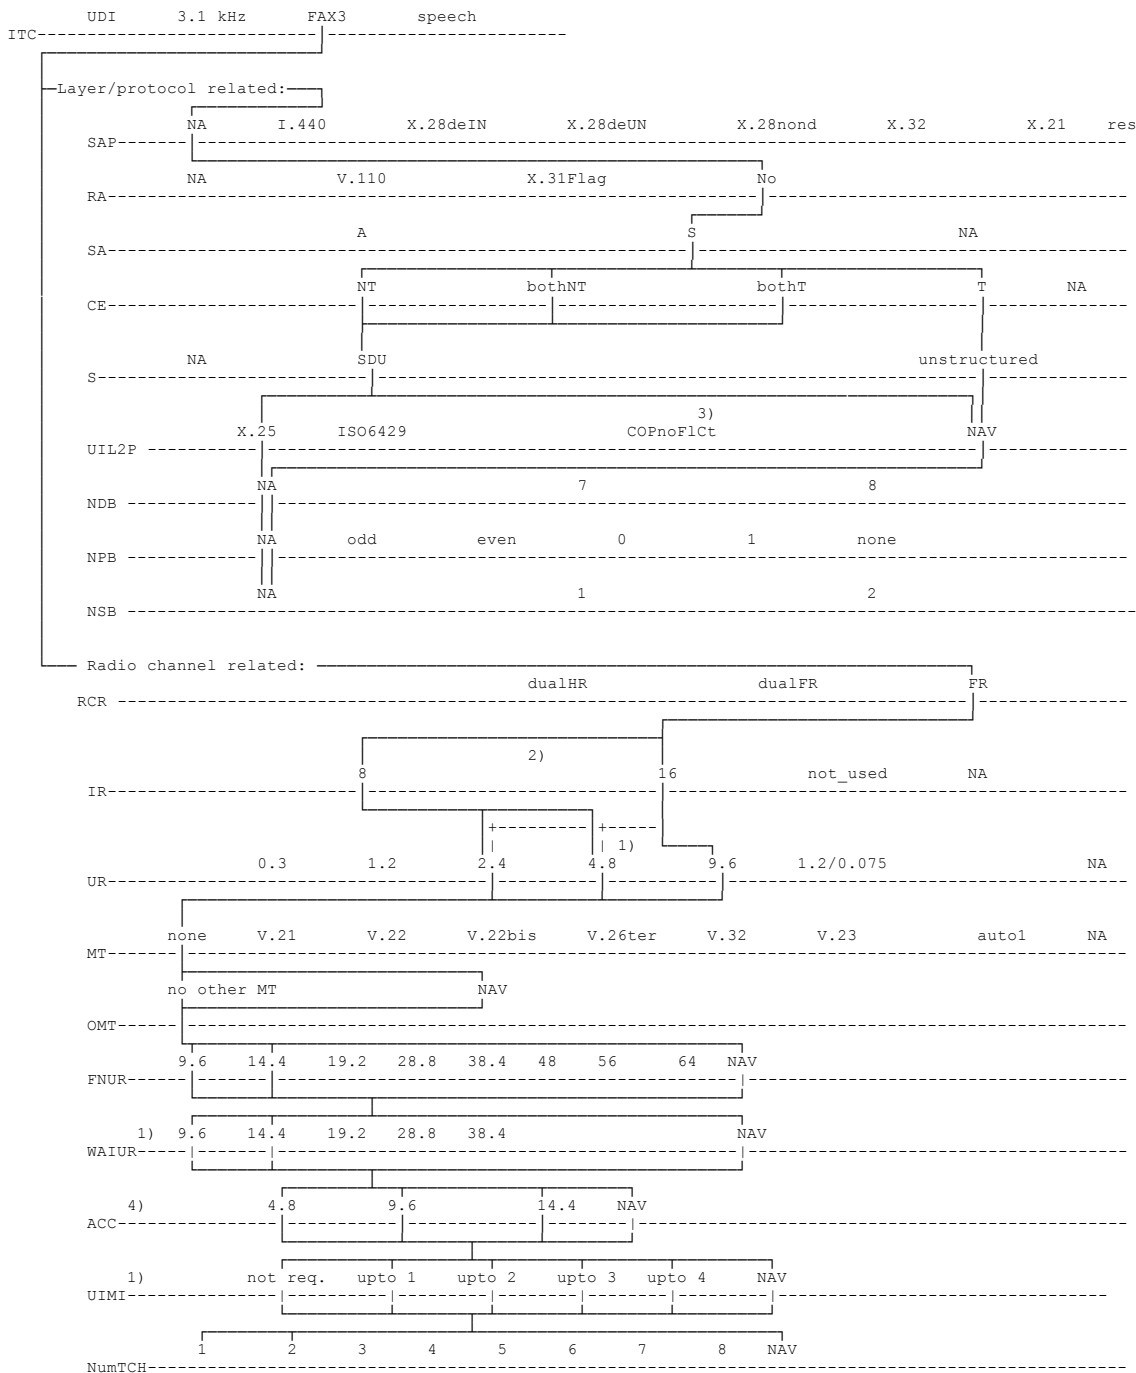 UDI 3.1 kHz FAX3 speech
ITC
Layer/protocol related:
NA I.440 X.28deIN X.28deUN X.28nond X.32 X.21 res
SAP
NA V.110 X.31Flag No
RA
A S NA
SA
NT bothNT bothT T NA
CE
NA SDU unstructured
S
3)
X.25 ISO6429 COPnoFlCt NAV
UIL2P
NA 7 8
NDB
NA odd even 0 1 none
NPB
NA 1 2
NSB
Radio channel related:
dualHR dualFR FR
RCR
2)
8 16 not_used NA
IR
1)
0.3 1.2 2.4 4.8 9.6 1.2/0.075 NA
UR
none V.21 V.22 V.22bis V.26ter V.32 V.23 auto1 NA
MT
no other MT NAV
OMT
9.6 14.4 19.2 28.8 38.4 48 56 64 NAV
FNUR
1) 9.6 14.4 19.2 28.8 38.4 NAV
WAIUR
4) 4.8 9.6 14.4 NAV
ACC
1) not req. upto 1 upto 2 upto 3 upto 4 NAV
UIMI
1 2 3 4 5 6 7 8 NAV
NumTCH